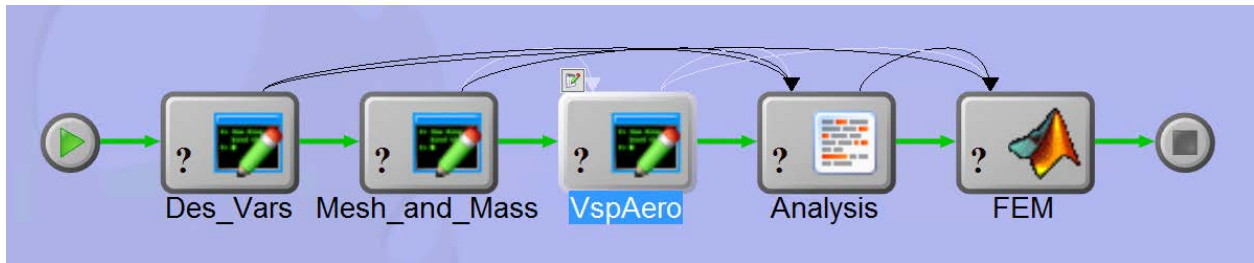 ?
?
?
?
?
Des_Vars
Mesh_and_Mass
VspAero
Analysis
FEM